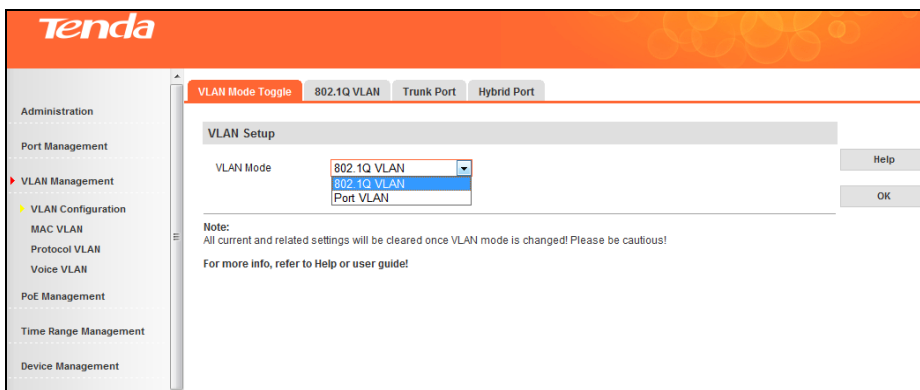 Tenda
VLAN Mode Toggle 802.1Q VLAN Trunk Port Hybrid Port
Administration
Port Management
VLAN Management
VLAN Configuration
MAC VLAN
Protocol VLAN
Voice VLAN
PoE Management
Time Range Management
Device Management
VLAN Setup
VLAN Mode 802.1Q VLAN
802.1Q VLAN
Port VLAN
Note:
All current and related settings will be cleared once VLAN mode is changed! Please be cautious!
For more info, refer to Help or user guide!
Help
OK